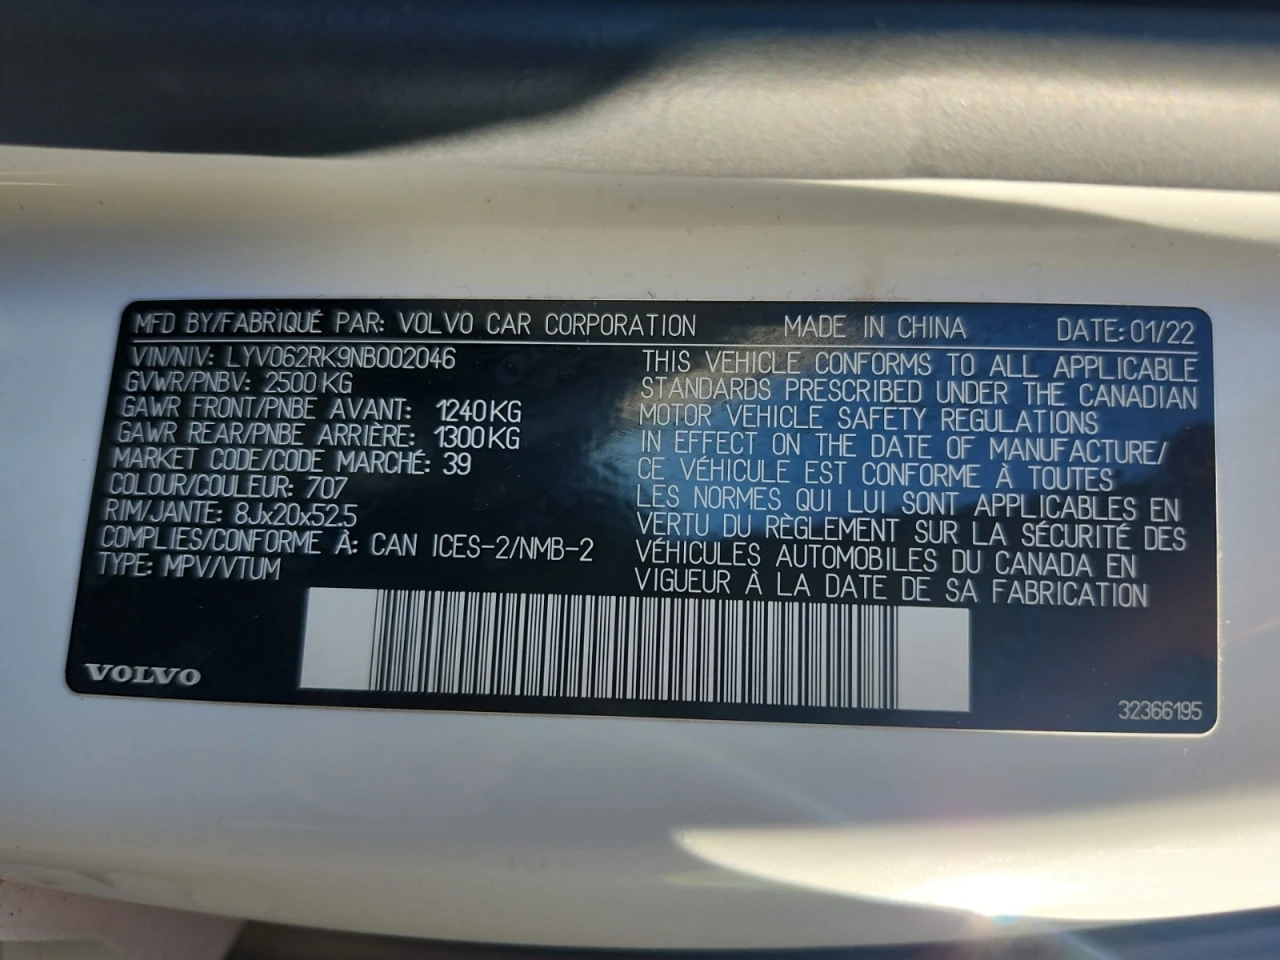 MFD BY/FABRIQUÉ PAR: VOLVO CAR CORPORATION MADE IN CHINA DATE: 01/22
VIN/NIV: LYV062RK9NB002046
GVWR/PNBV: 2500 KG
GAWR FRONT/PNBE AVANT: 1240 KG
GAWR REAR/PNBE ARRIÈRE: 1300 KG
MARKET CODE/CODE MARCHÉ: 39
COLOUR/COULEUR: 707
RIM/JANTE: 8Jx20x52.5
COMPLIES/CONFORME À: CAN ICES-2/NMB-2
TYPE: MPV/VTUM
THIS VEHICLE CONFORMS TO ALL APPLICABLE
STANDARDS PRESCRIBED UNDER THE CANADIAN
MOTOR VEHICLE SAFETY REGULATIONS
IN EFFECT ON THE DATE OF MANUFACTURE/
CE VÉHICULE EST CONFORME À TOUTES
LES NORMES QUI LUI SONT APPLICABLES EN
VERTU DU RÈGLEMENT SUR LA SÉCURITÉ DES
VÉHICULES AUTOMOBILES DU CANADA EN
VIGUEUR À LA DATE DE SA FABRICATION
VOLVO
32366195